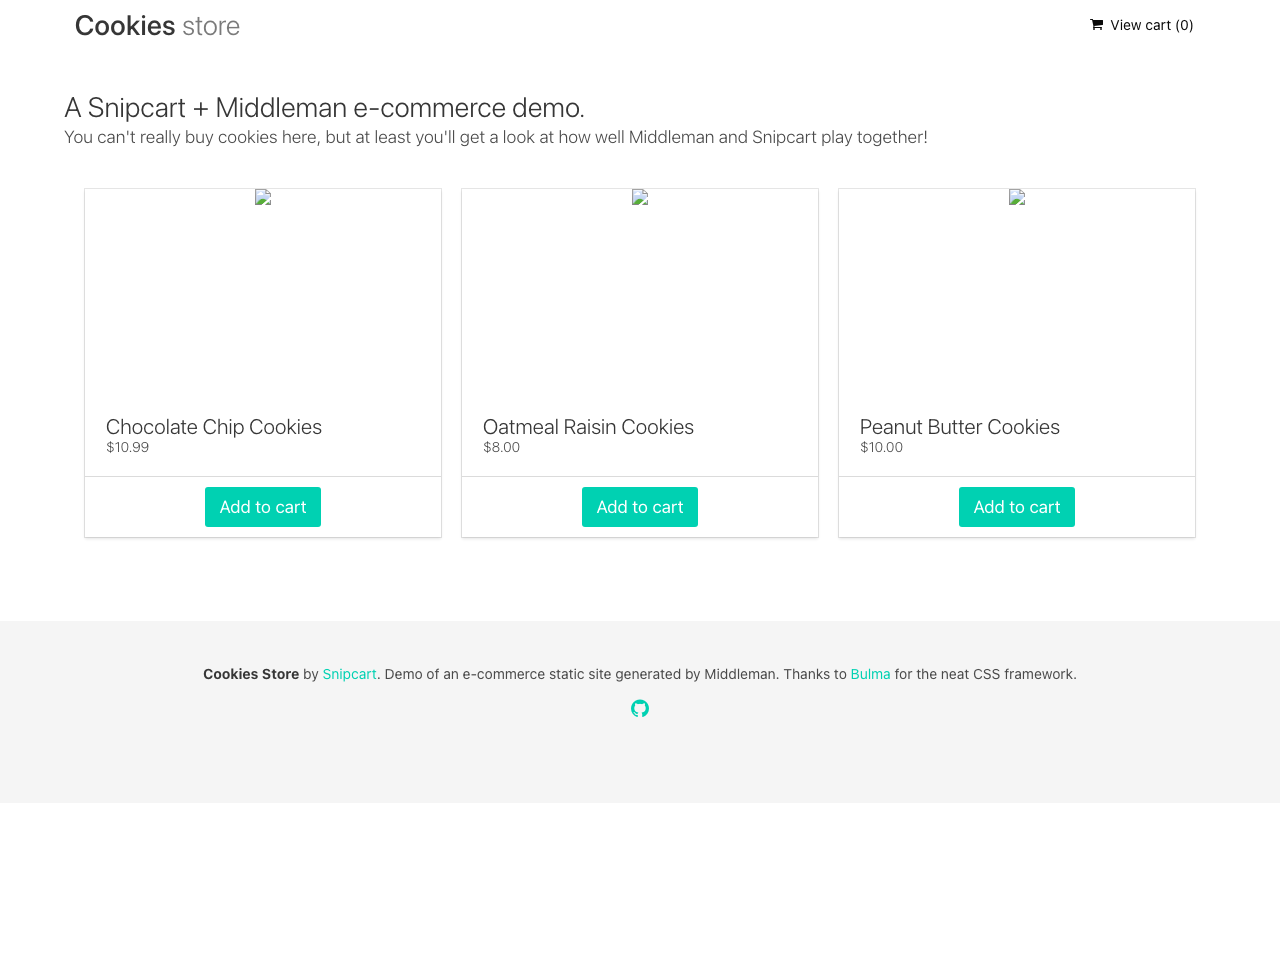 Cookies store
View cart (0)
A Snipcart + Middleman e-commerce demo.
You can't really buy cookies here, but at least you'll get a look at how well Middleman and Snipcart play together!
Chocolate Chip Cookies
$10.99
Add to cart
Oatmeal Raisin Cookies
$8.00
Add to cart
Peanut Butter Cookies
$10.00
Add to cart
Cookies Store by Snipcart. Demo of an e-commerce static site generated by Middleman. Thanks to Bulma for the neat CSS framework.